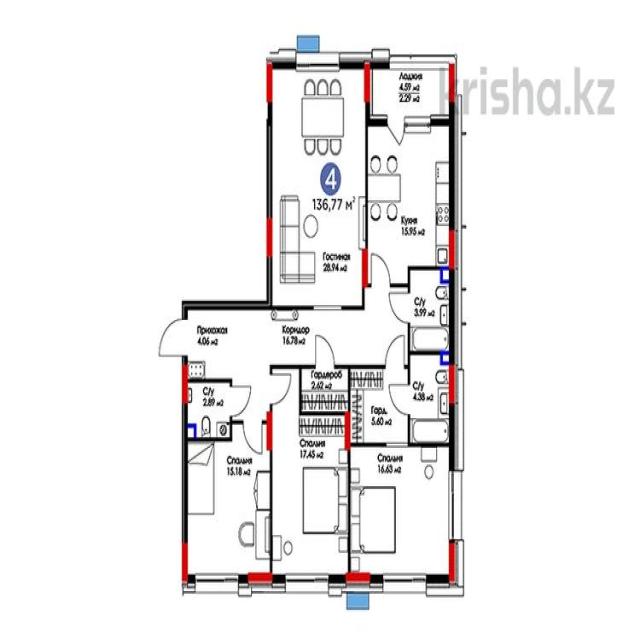 Лоджия
4.59 м2
2.29 м2
krisha.kz
4
136,77 м²
Кухня
15.95 м2
Гостиная
28.94 м2
С/у
3.99 м2
Прихожая
4.06 м2
Коридор
16.78 м2
Гардероб
2.62 м2
С/у
4.38 м2
С/у
2.89 м2
Гард.
5.60 м2
Спальня
17.45 м2
Спальня
15.18 м2
Спальня
16.63 м2